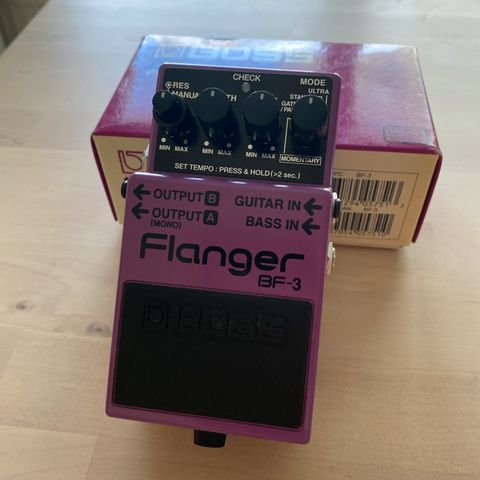 BOSS
CHECK
MODE
RES
MANUAL
ULTRA
MIN MAX MIN MAX MIN MAX
MOMENTARY
SET TEMPO : PRESS & HOLD (>2 sec.)
OUTPUT B
GUITAR IN
OUTPUT A
(MONO)
BASS IN
Flanger
BF-3
BOSS
BF-3